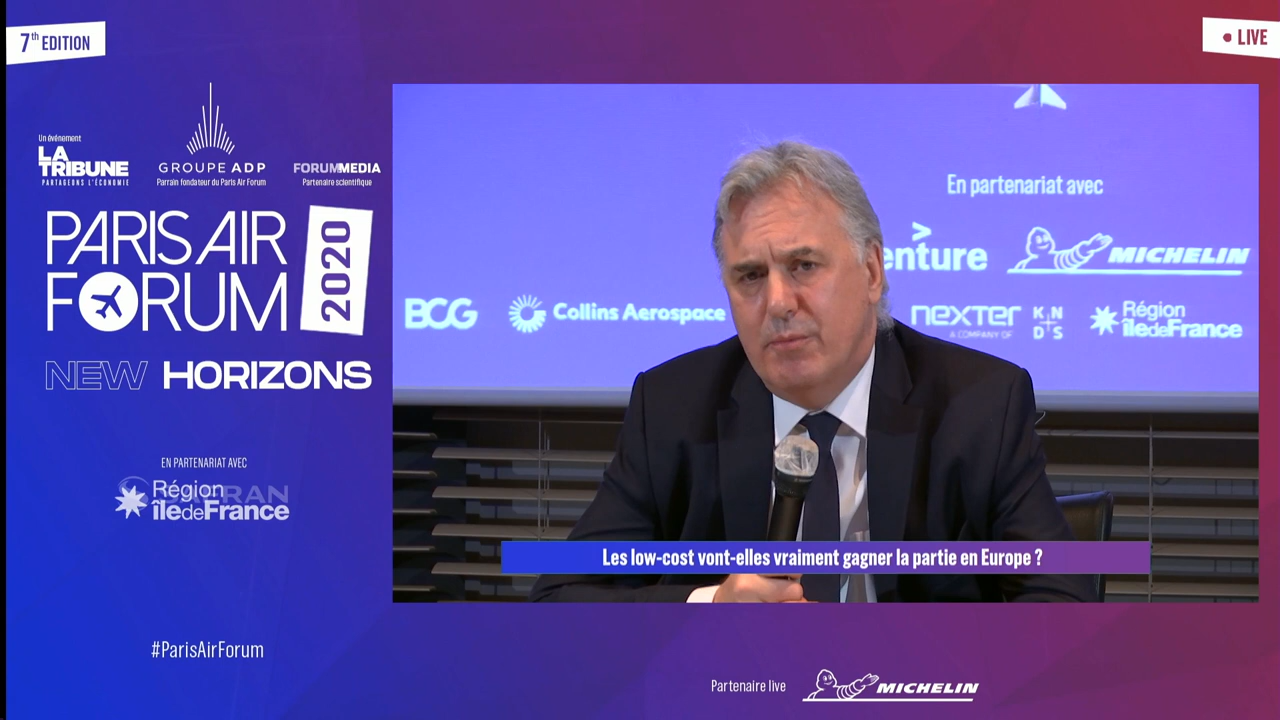 7th EDITION
LIVE
Un événement
LA
TRIBUNE
PARTAGEONS L'ÉCONOMIE
GROUPE ADP
Parrain fondateur du Paris Air Forum
FORUMMEDIA
Partenaire scientifique
PARIS AIR
FORUM
2020
NEW HORIZONS
EN PARTENARIAT AVEC
Région
îledeFrance
#ParisAirForum
En partenariat avec
enture
MICHELIN
BCG
Collins Aerospace
nexter
A COMPANY OF
KNDS
Région
îledeFrance
Les low-cost vont-elles vraiment gagner la partie en Europe ?
Partenaire live
MICHELIN